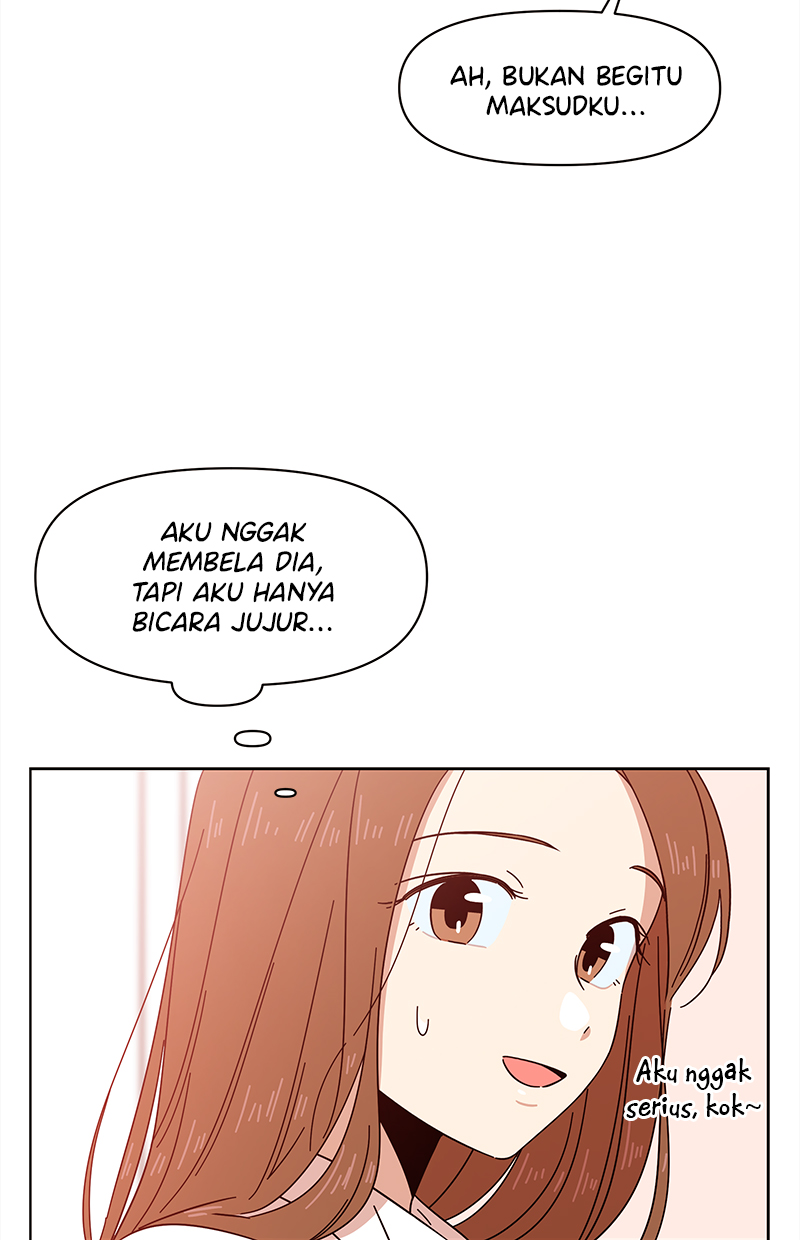 AH, BUKAN BEGITU
MAKSUDKU...
AKU NGGAK
MEMBELA DIA,
TAPI AKU HANYA
BICARA JUJUR...
Aku nggak
serius, kok~